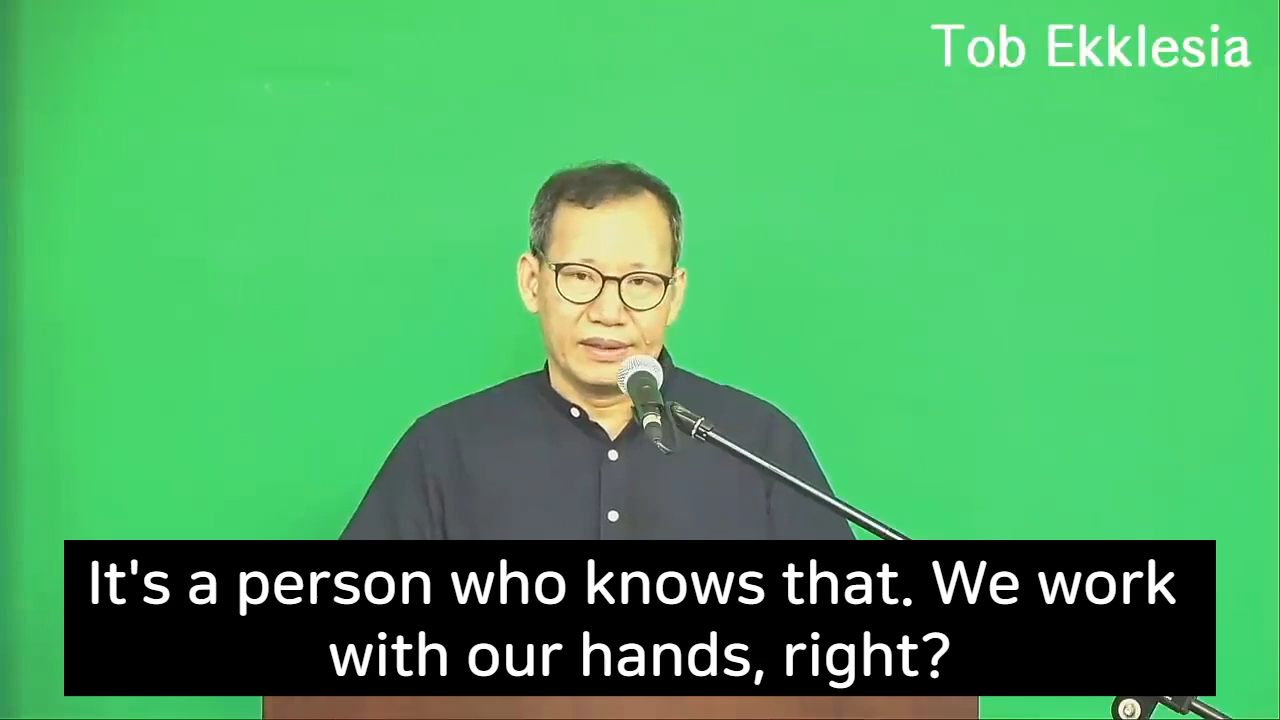 Tob Ekklesia
It's a person who knows that. We work
with our hands, right?